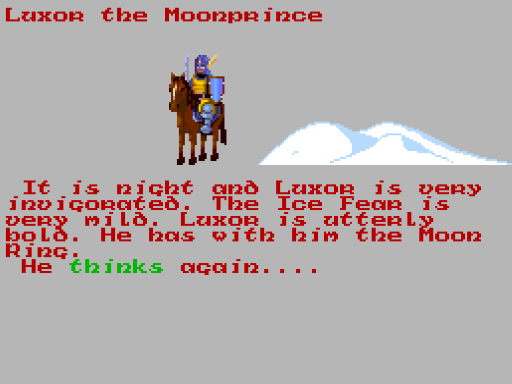 Luxor the Moonprince
It is night and Luxor is very
invigorated. The Ice Fear is
very mild. Luxor is utterly
bold. He has with him the Moon
Ring.
He thinks again....